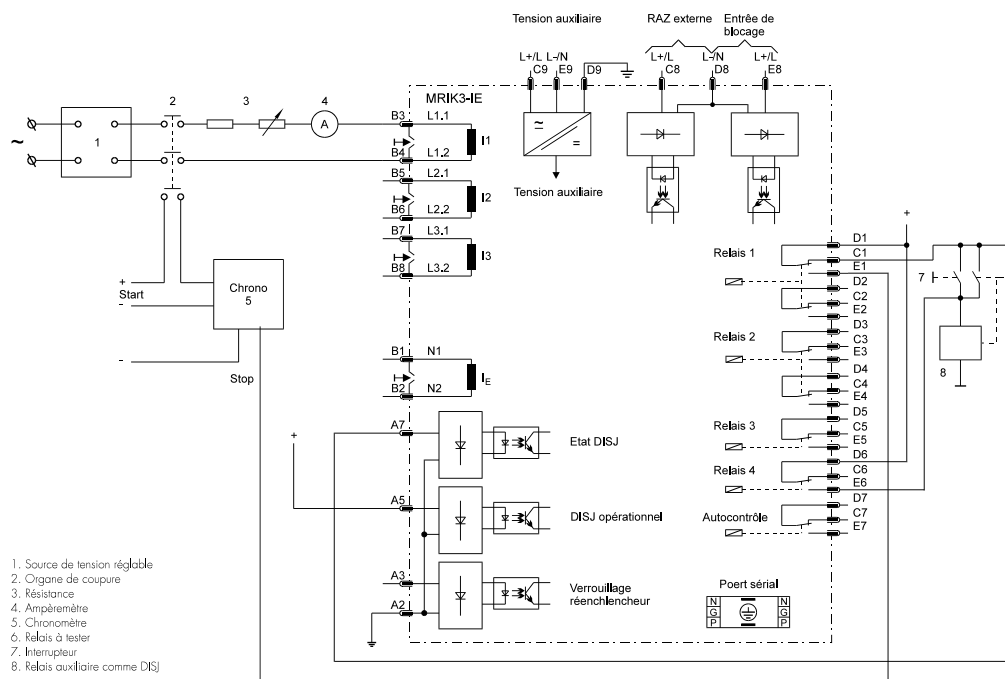 Tension auxiliaire
RAZ externe
Entrée de blocage
L+/L L-/N
C9 E9 D9
L+/L L-/N L+/L
C8 D8 E8
MRIK3-IE
2 3 4
~
1
A
B3 L1.1
I1
B4 L1.2
B5 L2.1
I2
B6 L2.2
B7 L3.1
I3
B8 L3.2
~
=
Tension auxiliaire
+
Start
-
-
Chrono
5
Stop
B1 N1
IE
B2 N2
A7
Etat DISJ
+
A5
DISJ opérationnel
A3
A2
Verrouillage
réenchlencheur
Relais 1
Relais 2
Relais 3
Relais 4
Autocontrôle
+
D1
C1
E1
D2
C2
E2
D3
C3
E3
D4
C4
E4
D5
C5
E5
D6
C6
E6
D7
C7
E7
7
8
Poert sérial
N N
G G
P P
1. Source de tension réglable
2. Organe de coupure
3. Résistance
4. Ampèremètre
5. Chronomètre
6. Relais à tester
7. Interrupteur
8. Relais auxiliaire comme DISJ